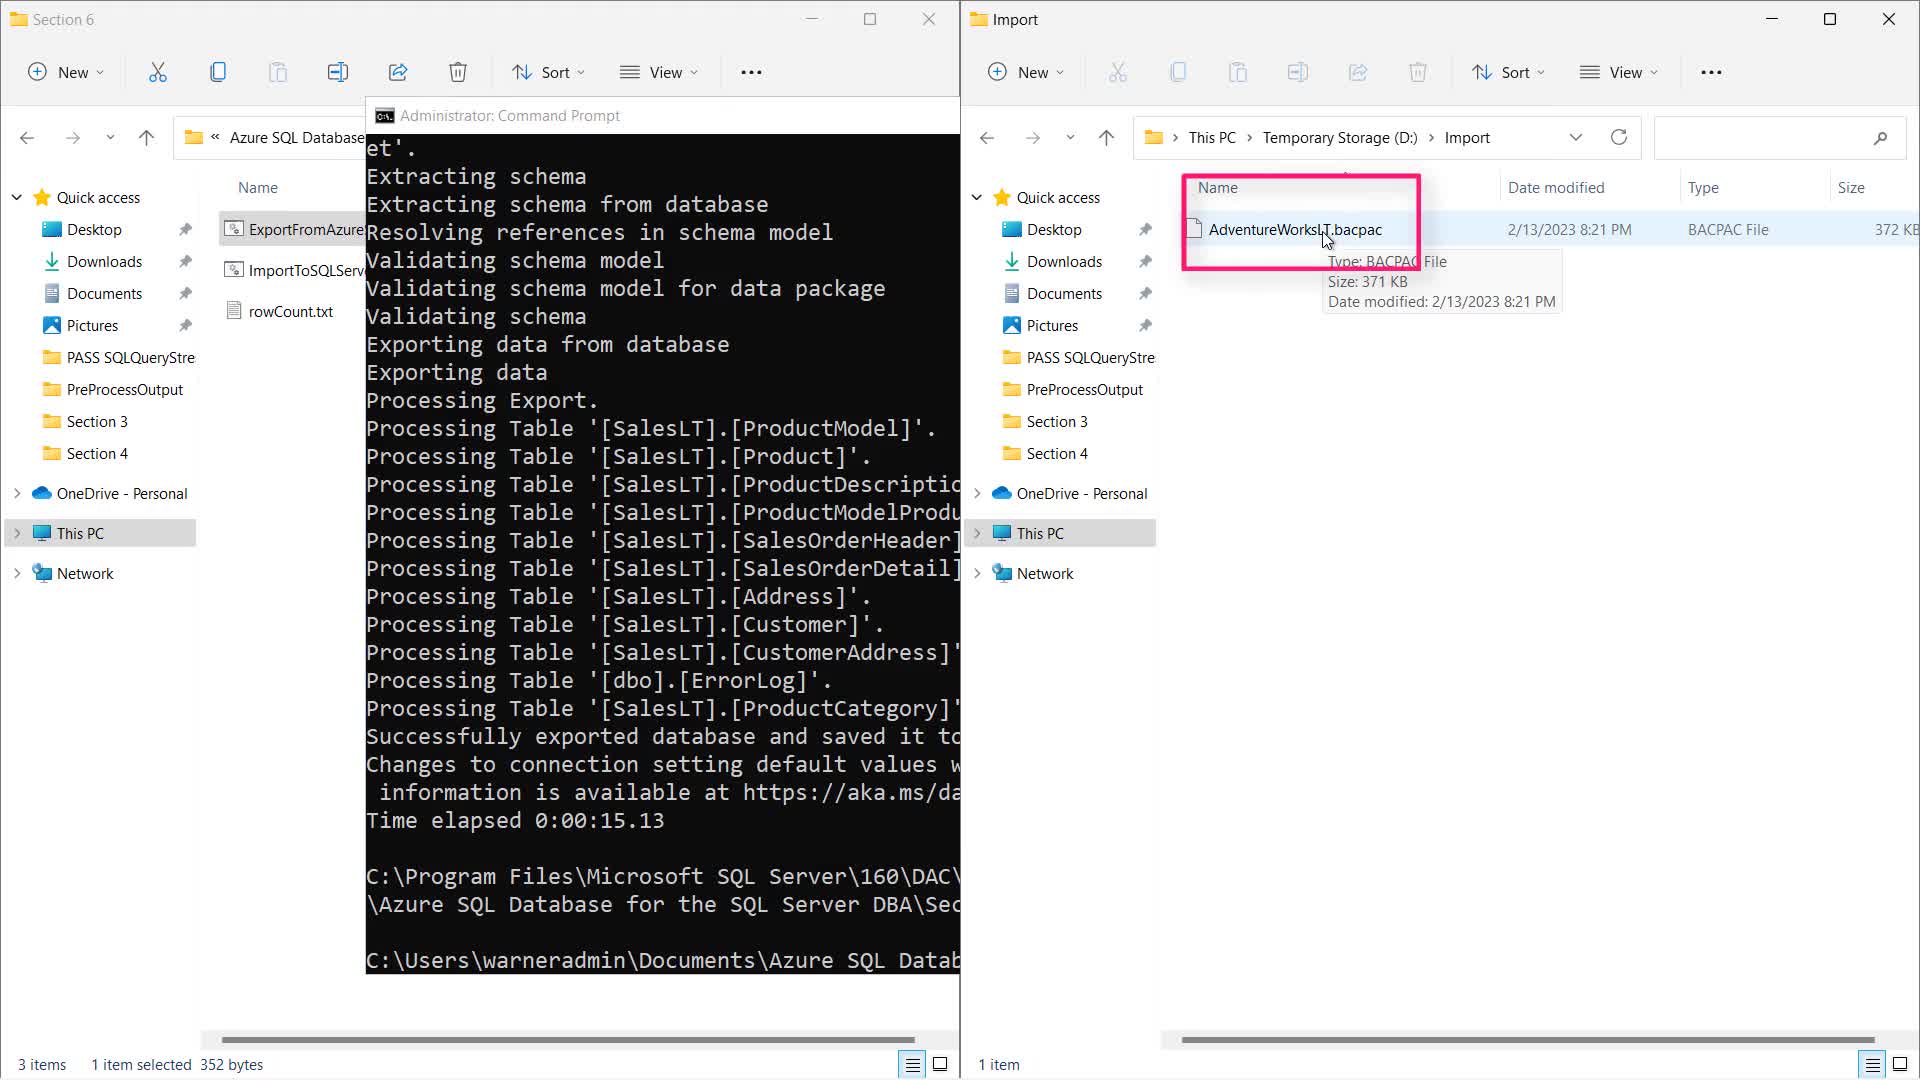 Section 6
New
Sort
View
Azure SQL Database
Name
Quick access
Desktop
Downloads
Documents
Pictures
PASS SQLQueryStre
PreProcessOutput
Section 3
Section 4
OneDrive - Personal
This PC
Network
ExportFromAzure
ImportToSQLServ
rowCount.txt
3 items
1 item selected 352 bytes
Administrator: Command Prompt
et'.
Extracting schema
Extracting schema from database
Resolving references in schema model
Validating schema model
Validating schema model for data package
Validating schema
Exporting data from database
Exporting data
Processing Export.
Processing Table '[SalesLT].[ProductModel]'.
Processing Table '[SalesLT].[Product]'.
Processing Table '[SalesLT].[ProductDescriptio
Processing Table '[SalesLT].[ProductModelProdu
Processing Table '[SalesLT].[SalesOrderHeader]
Processing Table '[SalesLT].[SalesOrderDetail]
Processing Table '[SalesLT].[Address]'.
Processing Table '[SalesLT].[Customer]'.
Processing Table '[SalesLT].[CustomerAddress]'
Processing Table '[dbo].[ErrorLog]'.
Processing Table '[SalesLT].[ProductCategory]'
Successfully exported database and saved it to
Changes to connection setting default values w
information is available at https://aka.ms/da
Time elapsed 0:00:15.13
C:\Program Files\Microsoft SQL Server\160\DAC\
\Azure SQL Database for the SQL Server DBA\Sec
C:\Users\warneradmin\Documents\Azure SQL Datab
Import
New
Sort
View
This PC > Temporary Storage (D:) > Import
Name
Date modified
Type
Size
Quick access
Desktop
Downloads
Documents
Pictures
PASS SQLQueryStre
PreProcessOutput
Section 3
Section 4
OneDrive - Personal
This PC
Network
AdventureWorksLT.bacpac
2/13/2023 8:21 PM
BACPAC File
372 KB
Type: BACPAC File
Size: 371 KB
Date modified: 2/13/2023 8:21 PM
1 item